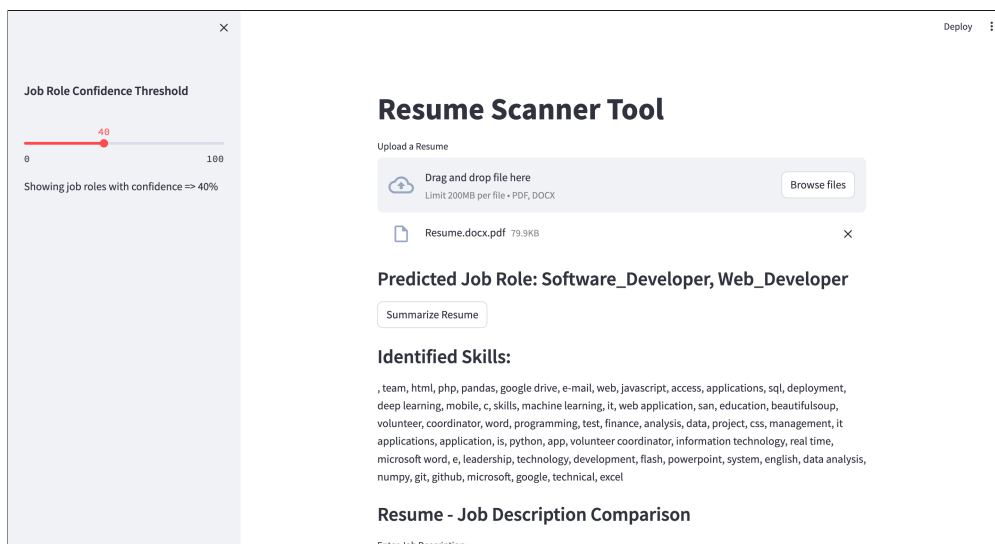 Deploy
Job Role Confidence Threshold
40
0 100
Showing job roles with confidence => 40%
Resume Scanner Tool
Upload a Resume
Drag and drop file here
Limit 200MB per file • PDF, DOCX
Browse files
Resume.docx.pdf 79.9KB
Predicted Job Role: Software_Developer, Web_Developer
Summarize Resume
Identified Skills:
, team, html, php, pandas, google drive, e-mail, web, javascript, access, applications, sql, deployment,
deep learning, mobile, c, skills, machine learning, it, web application, san, education, beautifulsoup,
volunteer, coordinator, word, programming, test, finance, analysis, data, project, css, management, it
applications, application, is, python, app, volunteer coordinator, information technology, real time,
microsoft word, e, leadership, technology, development, flash, powerpoint, system, english, data analysis,
numpy, git, github, microsoft, google, technical, excel
Resume - Job Description Comparison
Enter Job Description